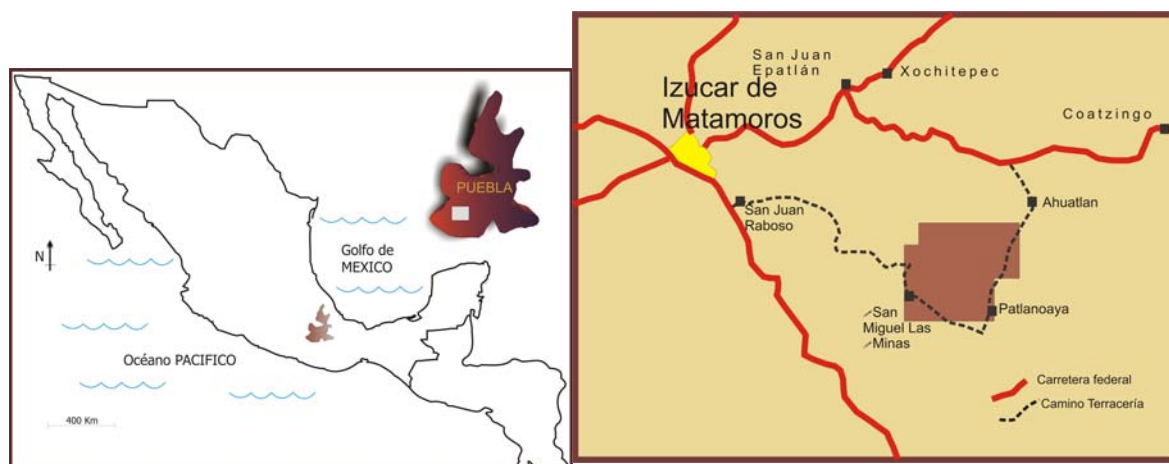 PUEBLA
N
Golfo de
MEXICO
Océano PACIFICO
400 Km
San Juan
Epatlán
Xochitepec
Izucar de
Matamoros
Coatzingo
San Juan
Raboso
Ahuatlan
San
Miguel Las
Minas
Patlanoaya
Carretera federal
Camino Terracería